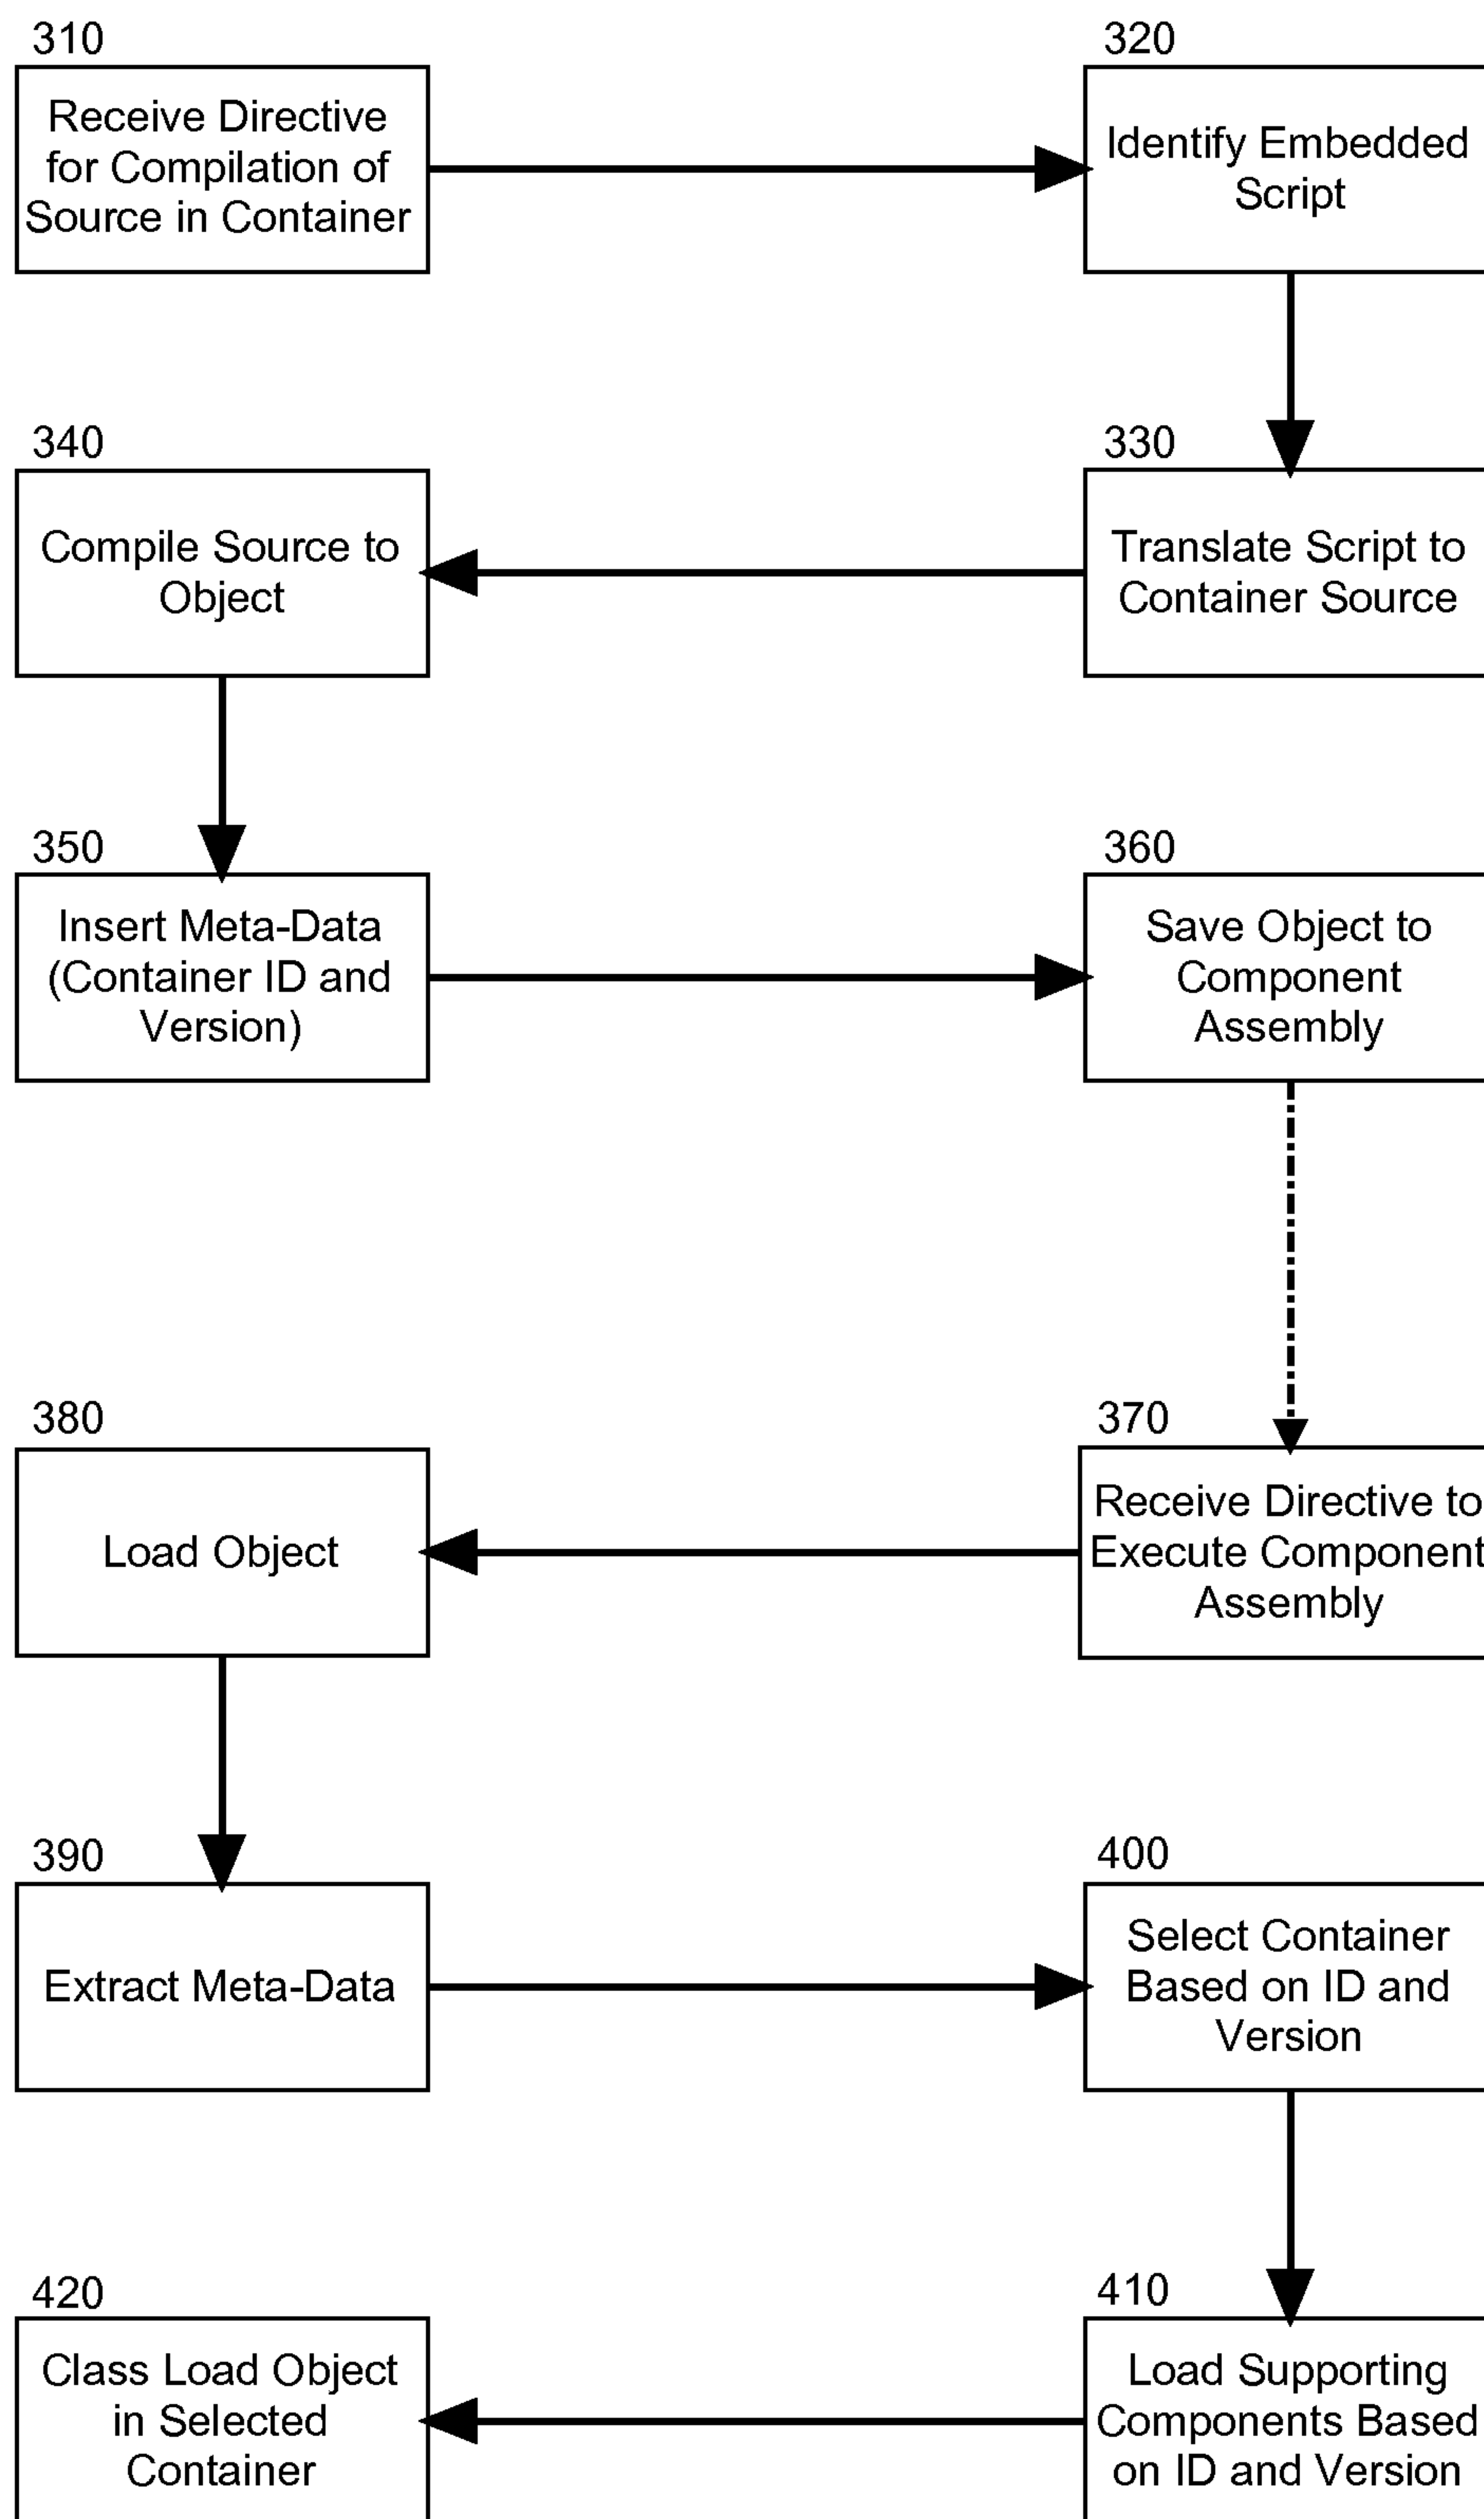 310
Receive Directive
for Compilation of
Source in Container
320
Identify Embedded
Script
340
Compile Source to
Object
330
Translate Script to
Container Source
350
Insert Meta-Data
(Container ID and
Version)
360
Save Object to
Component
Assembly
380
Load Object
370
Receive Directive to
Execute Component
Assembly
390
Extract Meta-Data
400
Select Container
Based on ID and
Version
420
Class Load Object
in Selected
Container
410
Load Supporting
Components Based
on ID and Version